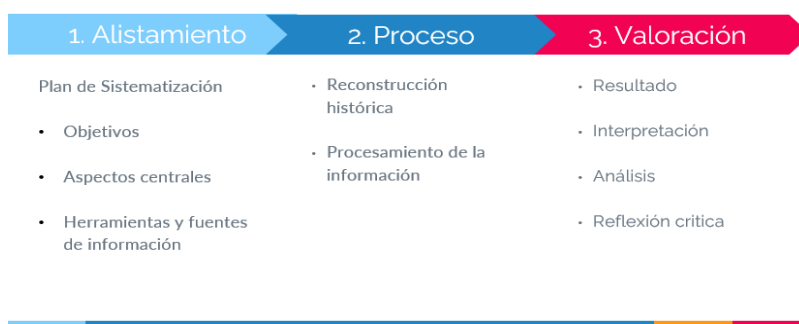 1. Alistamiento
2. Proceso
3. Valoración
Plan de Sistematización
• Objetivos
• Aspectos centrales
• Herramientas y fuentes
de información
• Reconstrucción
histórica
• Procesamiento de la
información
• Resultado
• Interpretación
• Análisis
• Reflexión critica